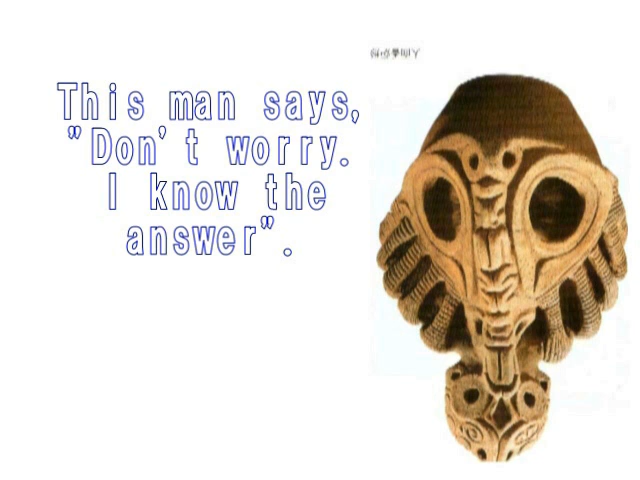 This man says,
"Don't worry.
I know the
answer".